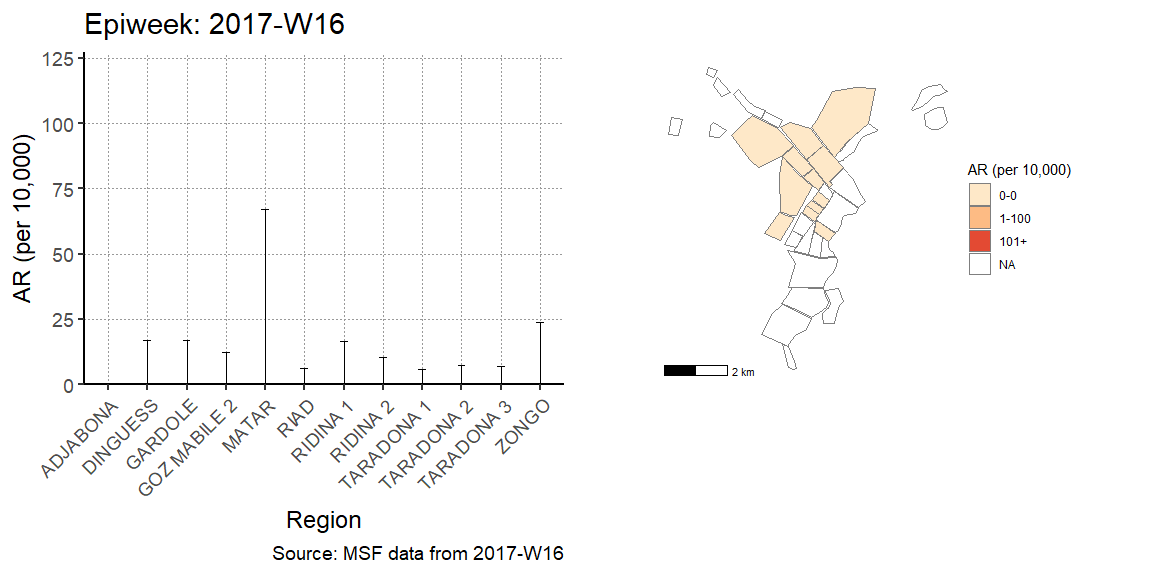 Epiweek: 2017-W16
AR (per 10,000)
125
100
75
50
25
0
ADJABONA
DINGUESS
GARDOLE
GOZ MABILE 2
MATAR
RIAD
RIDINA 1
RIDINA 2
TARADONA 1
TARADONA 2
TARADONA 3
ZONGO
Region
Source: MSF data from 2017-W16
AR (per 10,000)
0-0
1-100
101+
NA
2 km